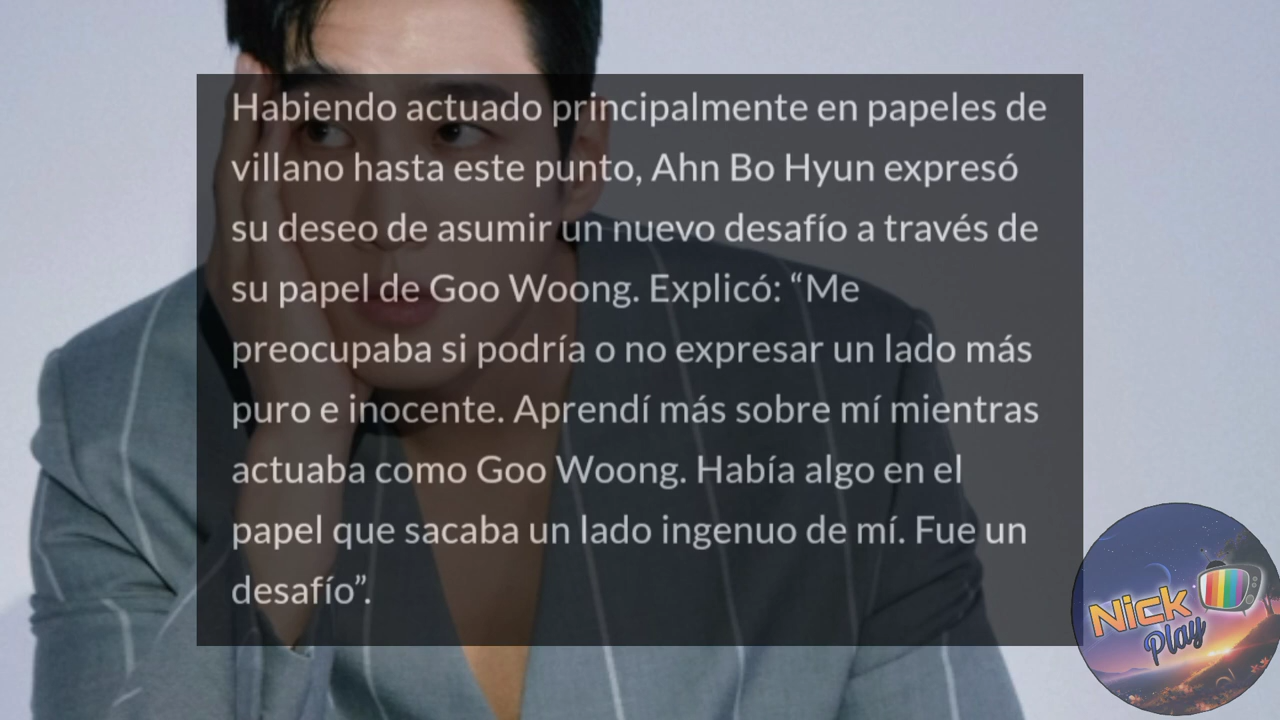 Habiendo actuado principalmente en papeles de
villano hasta este punto, Ahn Bo Hyun expresó
su deseo de asumir un nuevo desafío a través de
su papel de Goo Woong. Explicó: “Me
preocupaba si podría o no expresar un lado más
puro e inocente. Aprendí más sobre mí mientras
actuaba como Goo Woong. Había algo en el
papel que sacaba un lado ingenuo de mí. Fue un
desafío”.
Nick
Play